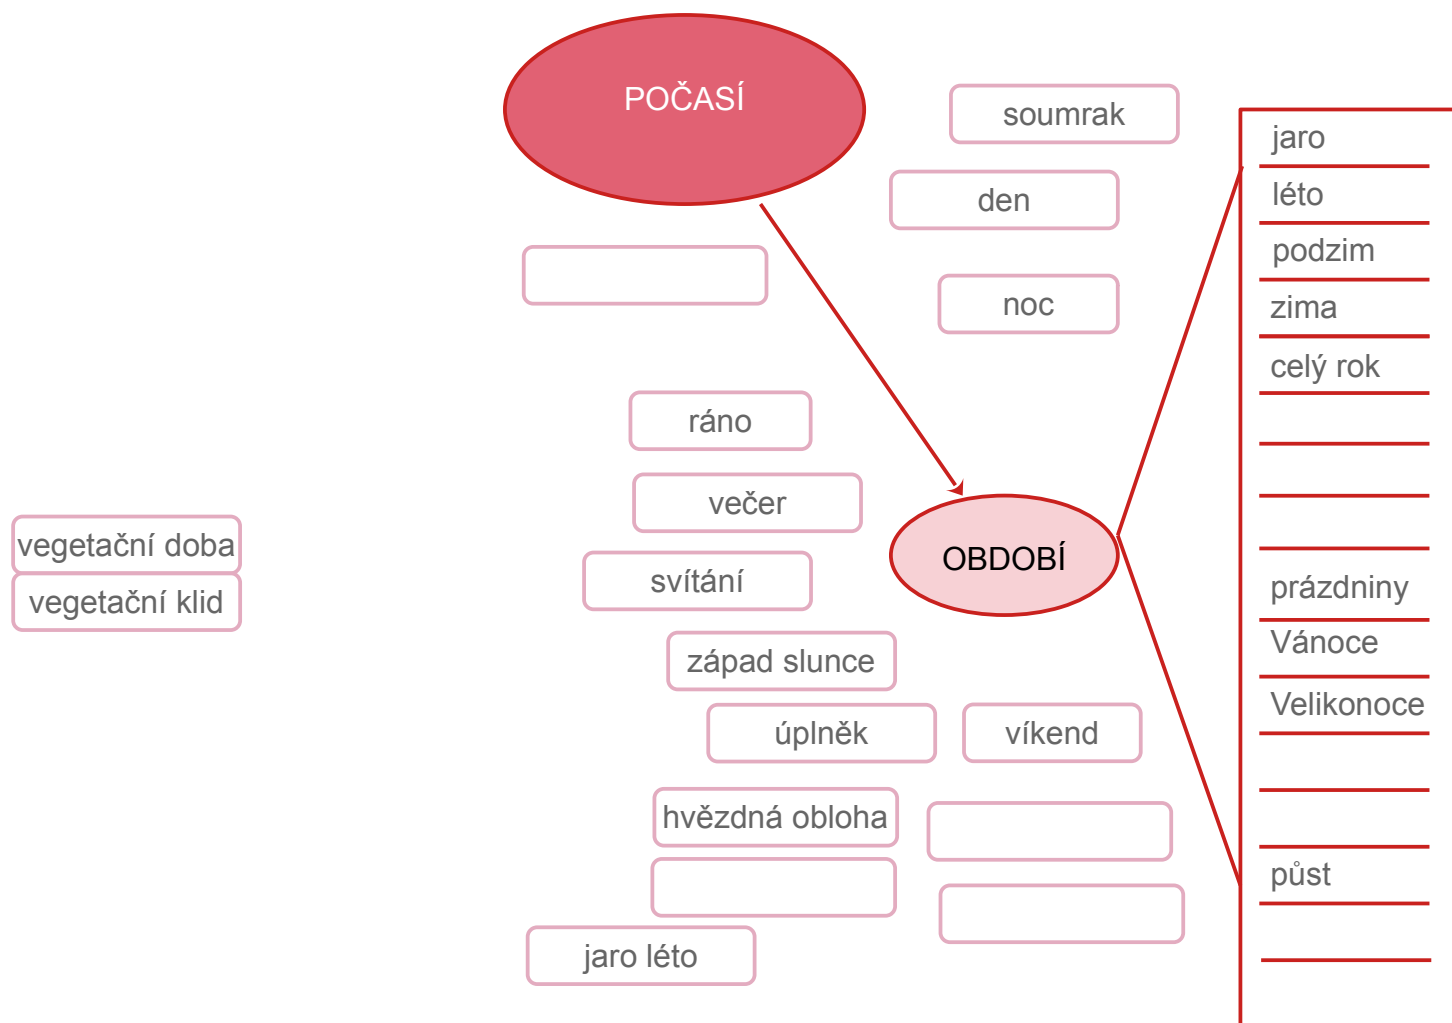 POČASÍ
soumrak
den
noc
ráno
večer
svítání
západ slunce
úplněk
víkend
hvězdná obloha
jaro léto
vegetační doba
vegetační klid
OBDOBÍ
jaro
léto
podzim
zima
celý rok
prázdniny
Vánoce
Velikonoce
půst